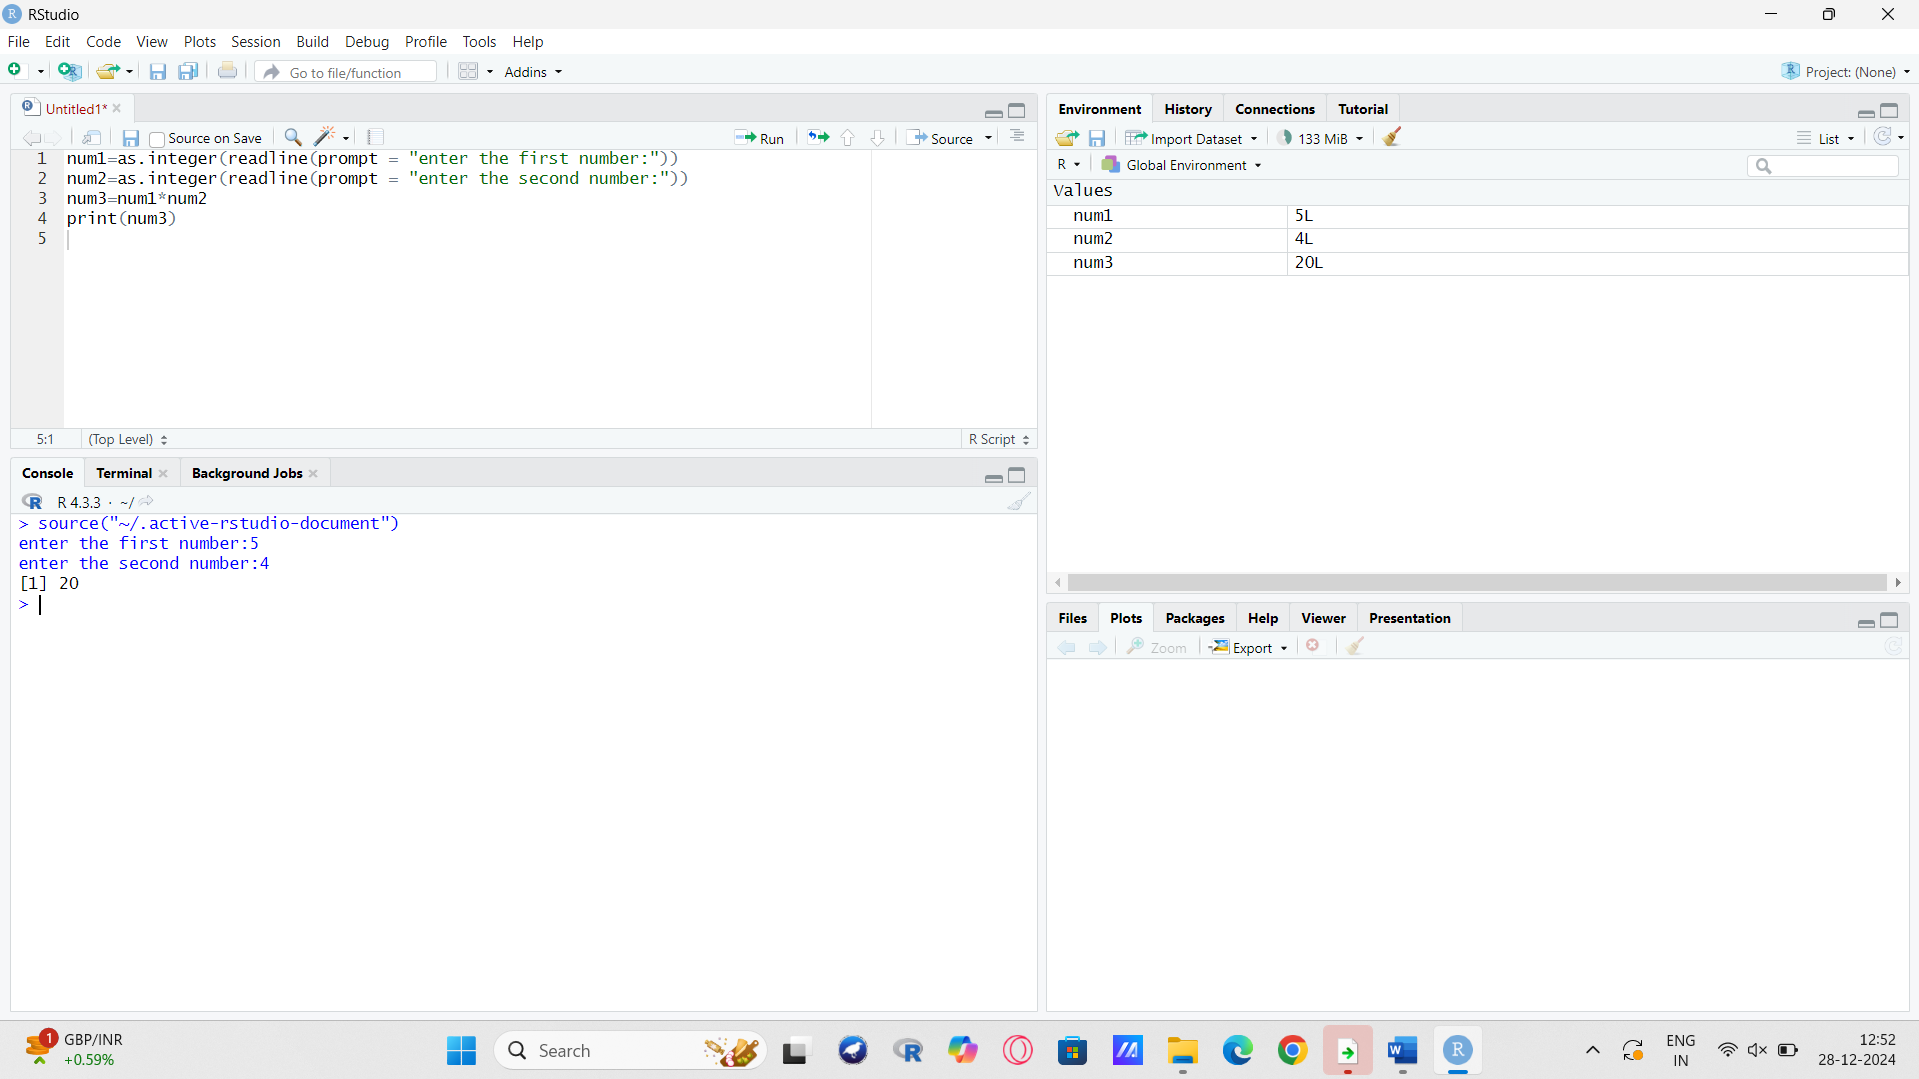 RStudio
File Edit Code View Plots Session Build Debug Profile Tools Help
Go to file/function Addins Project: (None)
Untitled1*
Source on Save Run Source
1 num1=as.integer(readline(prompt = "enter the first number:"))
2 num2=as.integer(readline(prompt = "enter the second number:"))
3 num3=num1*num2
4 print(num3)
5
5:1 (Top Level) R Script
Console Terminal Background Jobs
R 4.3.3 · ~/
> source("~/.active-rstudio-document")
enter the first number:5
enter the second number:4
[1] 20
>
Environment History Connections Tutorial
Import Dataset 133 MiB List
R Global Environment
Values
num1 5L
num2 4L
num3 20L
Files Plots Packages Help Viewer Presentation
Zoom Export
1 GBP/INR
+0.59%
Search
ENG
IN
12:52
28-12-2024